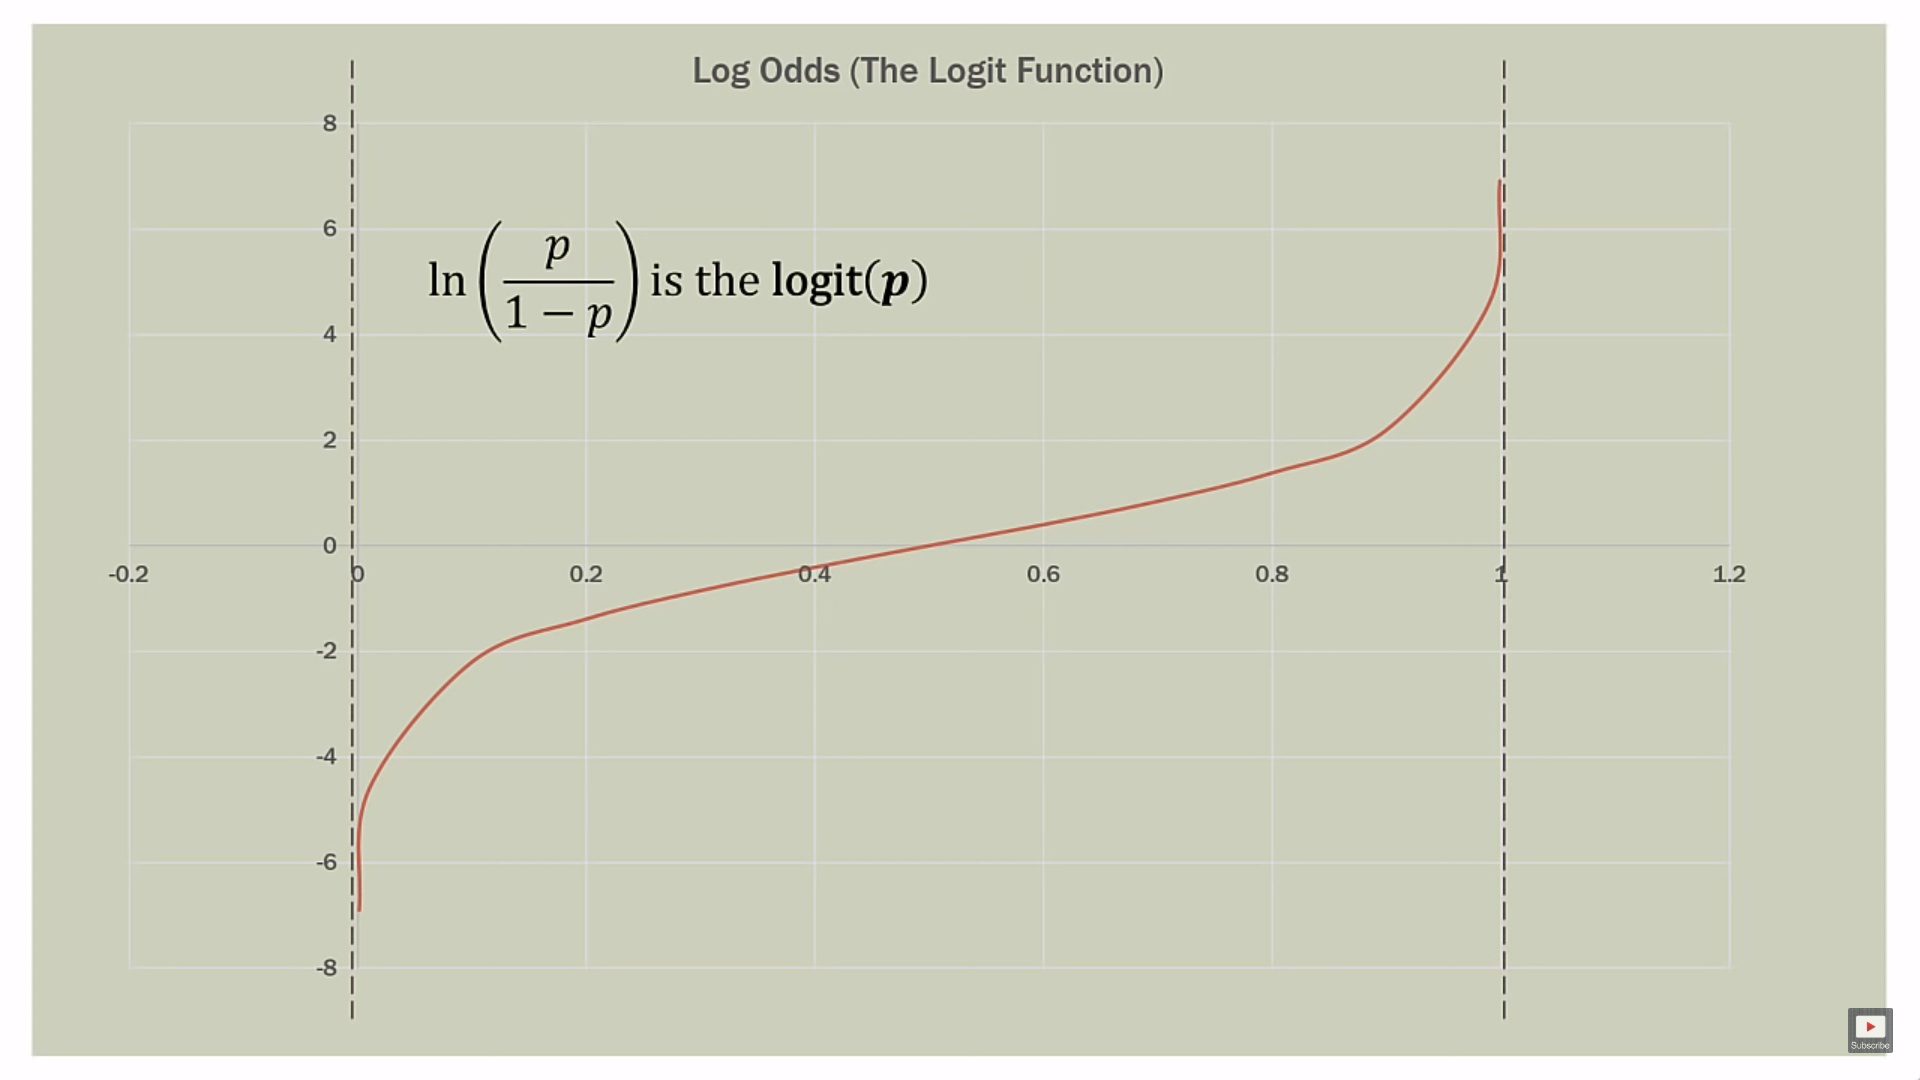 Log Odds (The Logit Function)
8
6
ln(p/(1 − p)) is the logit(p)
4
2
0
-0.2 0 0.2 0.4 0.6 0.8 1 1.2
-2
-4
-6
-8
Subscribe